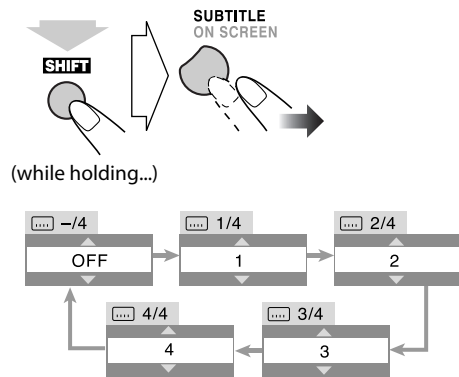 SUBTITLE
ON SCREEN
SHIFT
(while holding...)
–/4
OFF
1/4
1
2/4
2
4/4
4
3/4
3